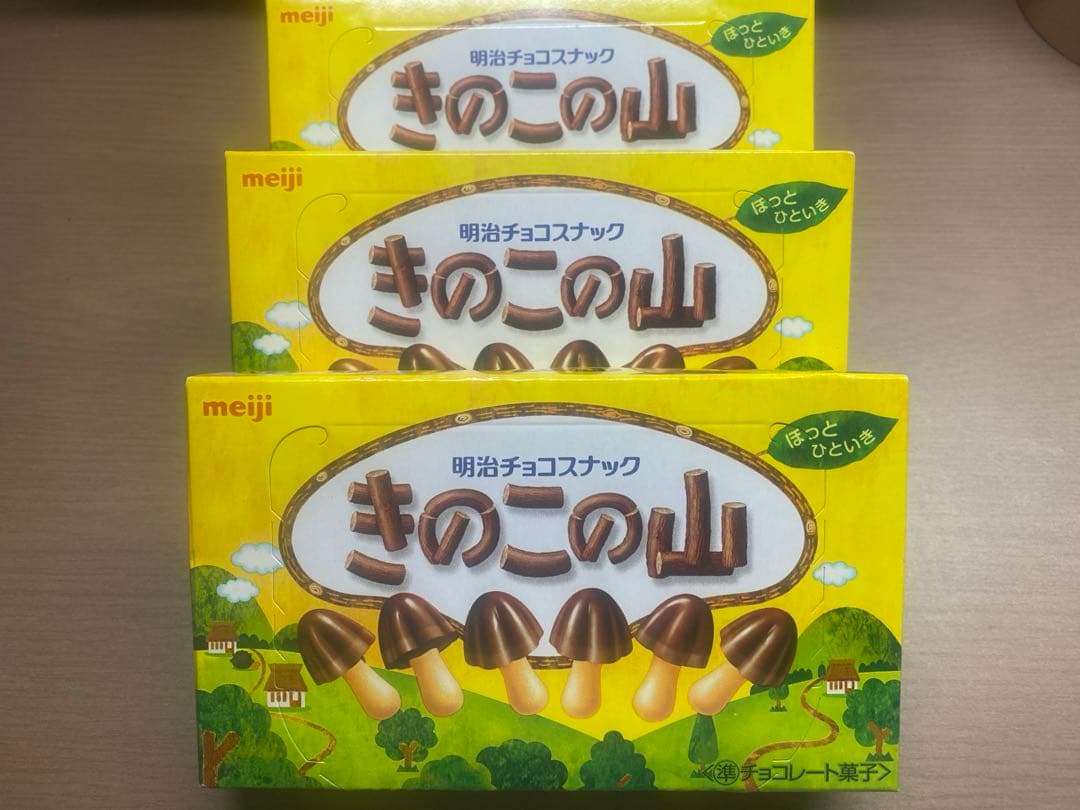 meiji
ほっと
ひといき
明治チョコスナック
きのこの山
meiji
ほっと
ひといき
明治チョコスナック
きのこの山
meiji
ほっと
ひといき
明治チョコスナック
きのこの山
<準チョコレート菓子>